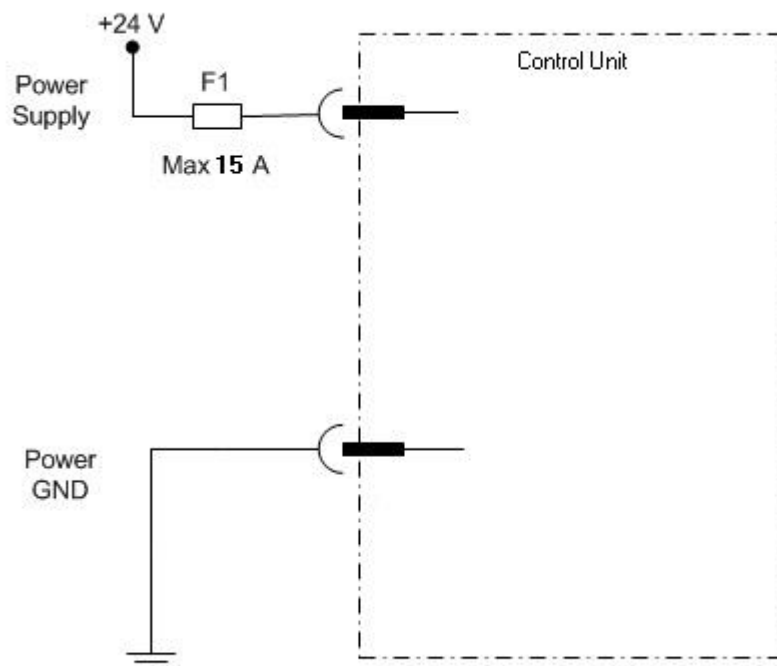 +24 V
Control Unit
Power
Supply
F1
Max 15 A
Power
GND